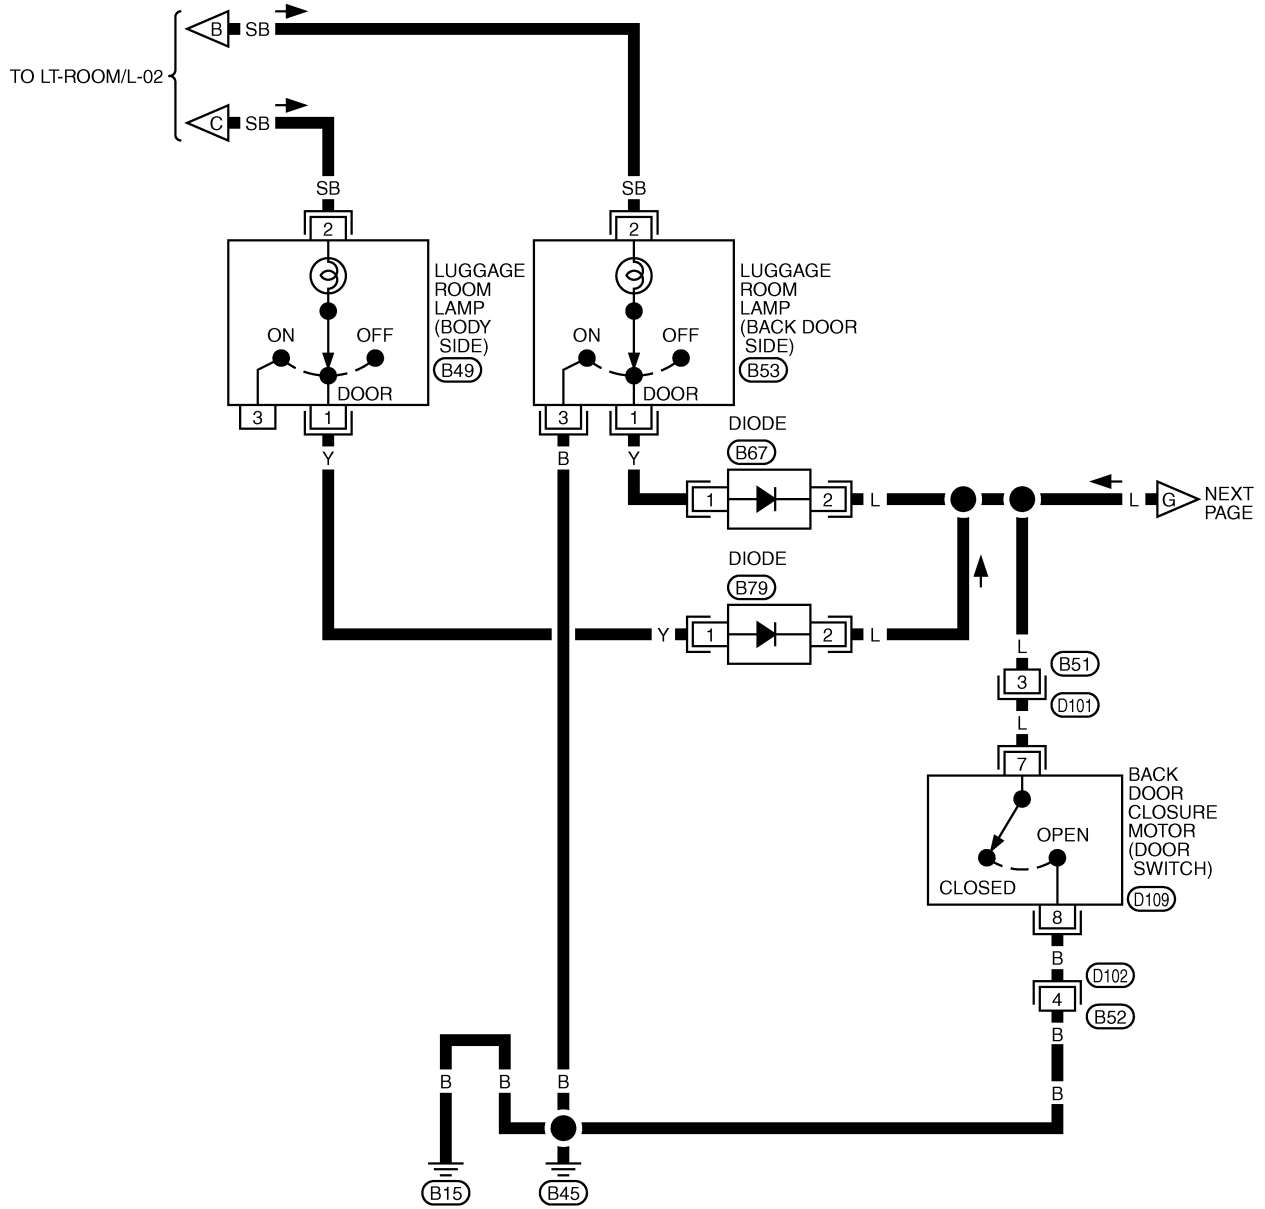 B SB
TO LT-ROOM/L-02
C SB
SB
SB
2
2
LUGGAGE
ROOM
LAMP
(BODY
SIDE)
B49
ON
OFF
DOOR
3
1
LUGGAGE
ROOM
LAMP
(BACK DOOR
SIDE)
B53
ON
OFF
DOOR
3
1
Y
B
Y
DIODE
B67
1
2
L
L
G
NEXT
PAGE
DIODE
B79
Y
1
2
L
L
B51
3
D101
L
7
BACK
DOOR
CLOSURE
MOTOR
(DOOR
SWITCH)
D109
OPEN
CLOSED
8
B
D102
4
B52
B
B
B
B
B
B15
B45